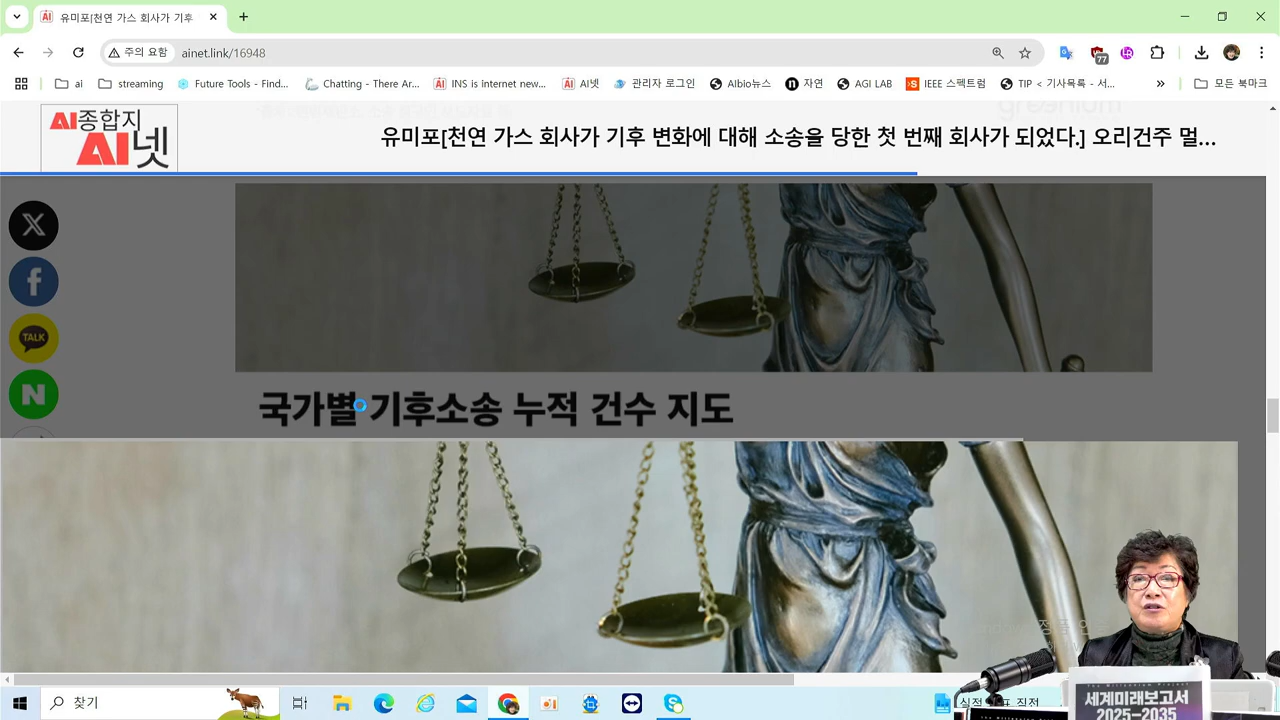 유미포[천연 가스 회사가 기후
주의 요함
ainet.link/16948
77
ai
streaming
Future Tools - Find...
Chatting - There Ar...
INS is internet new...
AI넷
관리자 로그인
AIbio뉴스
자연
AGI LAB
IEEE 스펙트럼
TIP < 기사목록 - 서...
모든 북마크
AI종합지
AI넷
greenium
유미포[천연 가스 회사가 기후 변화에 대해 소송을 당한 첫 번째 회사가 되었다.] 오리건주 멀...
TALK
N
국가별 기후소송 누적 건수 지도
찾기
The Millennium Project
세계미래보고서
2025-2035